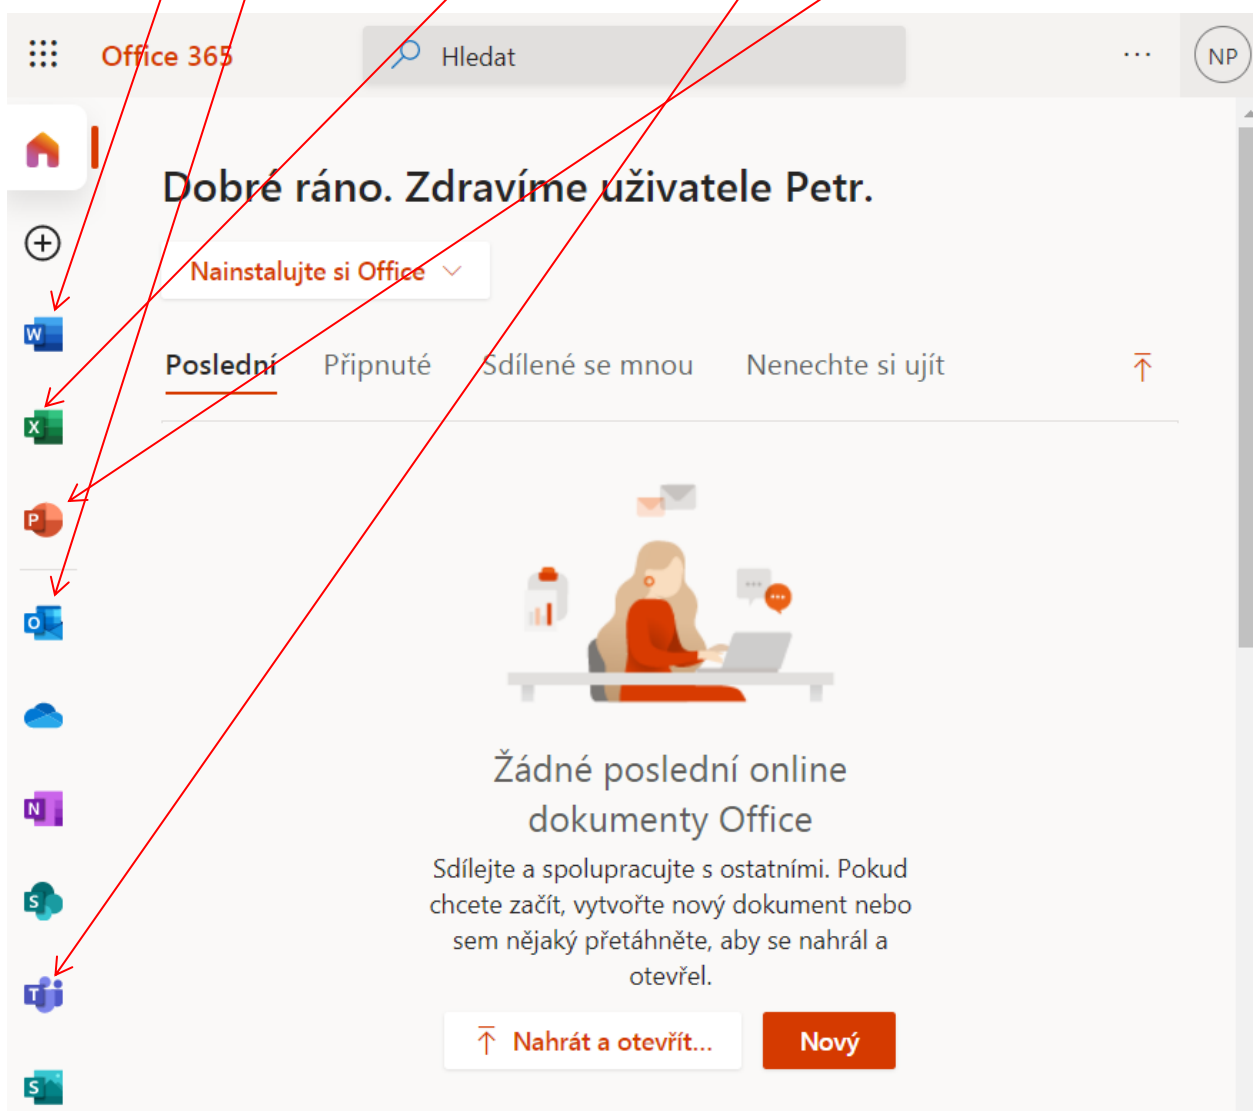 Office 365
Hledat
...
NP
Dobré ráno. Zdravíme uživatele Petr.
Nainstalujte si Office
W
Poslední Připnuté Sdílené se mnou Nenechte si ujít
X
P
O
Žádné poslední online
dokumenty Office
N
Sdílejte a spolupracujte s ostatními. Pokud
chcete začít, vytvořte nový dokument nebo
S
sem nějaký přetáhněte, aby se nahrál a
otevřel.
T
Nahrát a otevřít... Nový
S